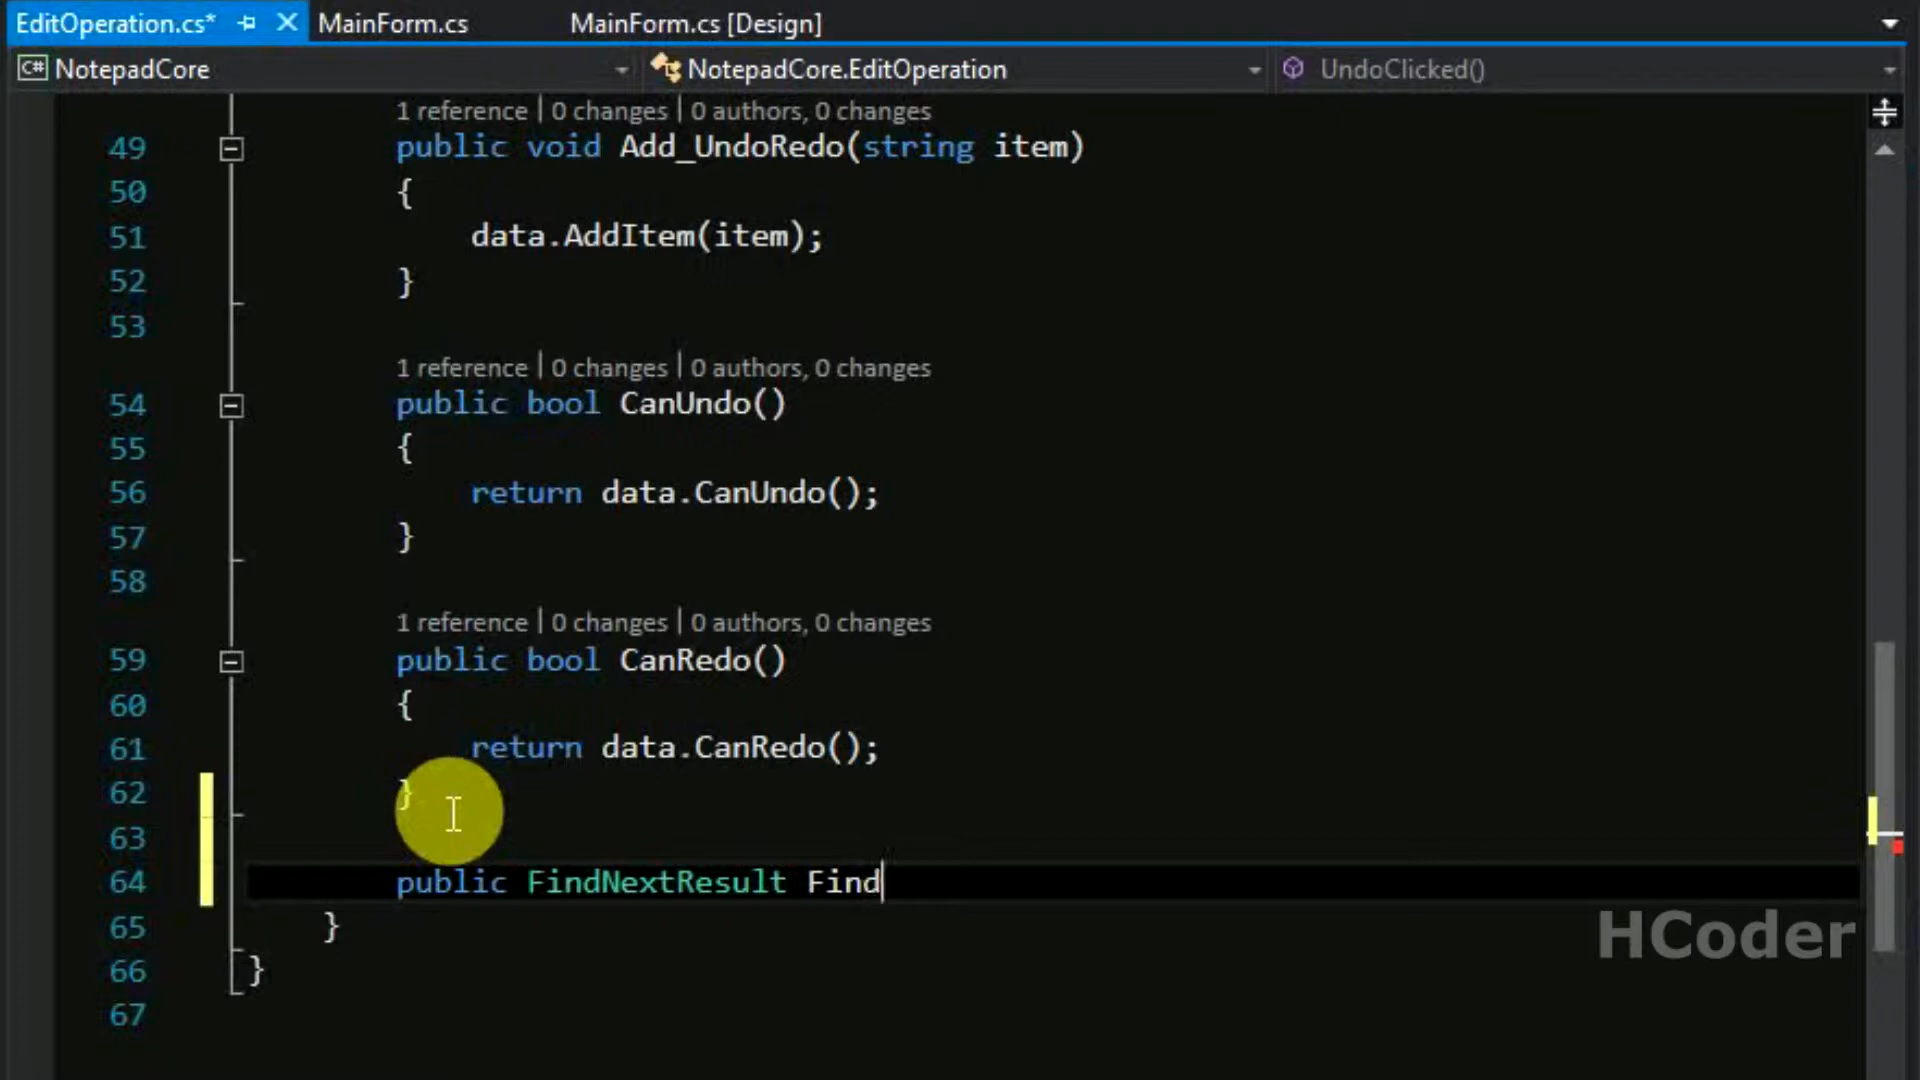 EditOperation.cs* MainForm.cs MainForm.cs [Design]
C# NotepadCore NotepadCore.EditOperation UndoClicked()
1 reference | 0 changes | 0 authors, 0 changes
49 public void Add_UndoRedo(string item)
50 {
51 data.AddItem(item);
52 }
53
1 reference | 0 changes | 0 authors, 0 changes
54 public bool CanUndo()
55 {
56 return data.CanUndo();
57 }
58
1 reference | 0 changes | 0 authors, 0 changes
59 public bool CanRedo()
60 {
61 return data.CanRedo();
62 }
63
64 public FindNextResult Find
65 }
66 }
67
HCoder